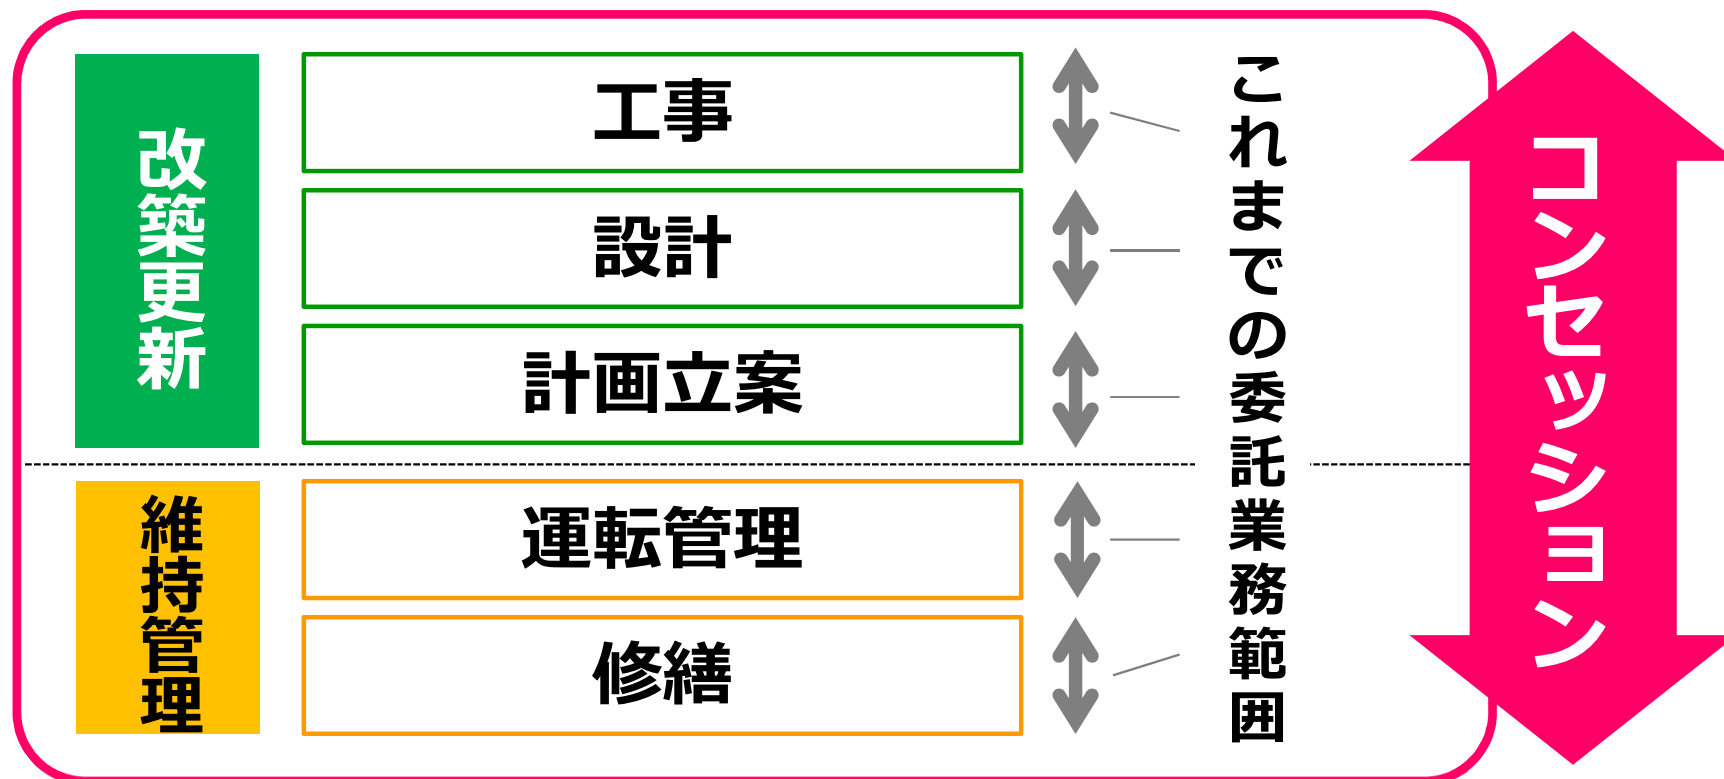 改築更新
工事
設計
計画立案
維持管理
運転管理
修繕
これまでの委託業務範囲
コンセッション